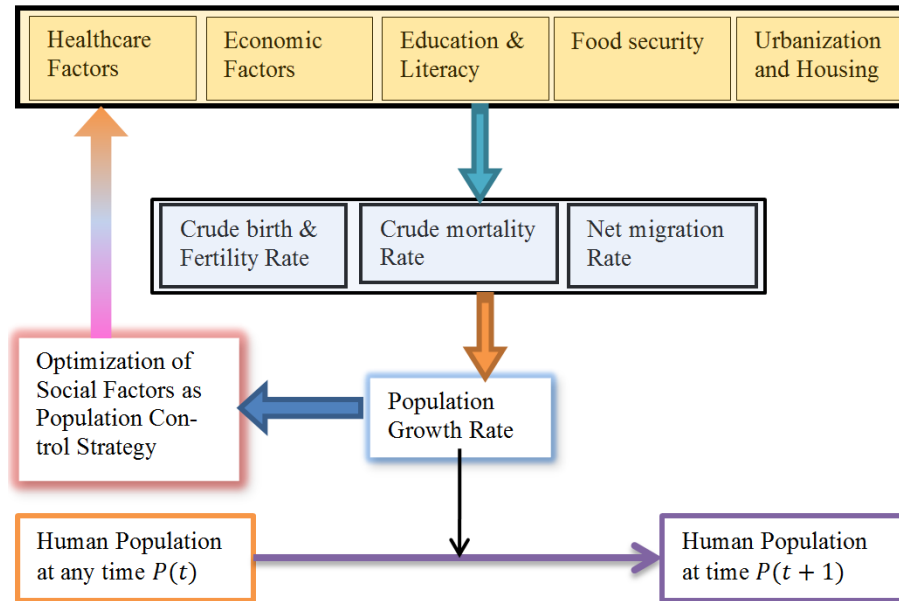 Healthcare
Factors
Economic
Factors
Education &
Literacy
Food security
Urbanization
and Housing
Crude birth &
Fertility Rate
Crude mortality
Rate
Net migration
Rate
Optimization of
Social Factors as
Population Con-
trol Strategy
Population
Growth Rate
Human Population
at any time P(t)
Human Population
at time P(t + 1)